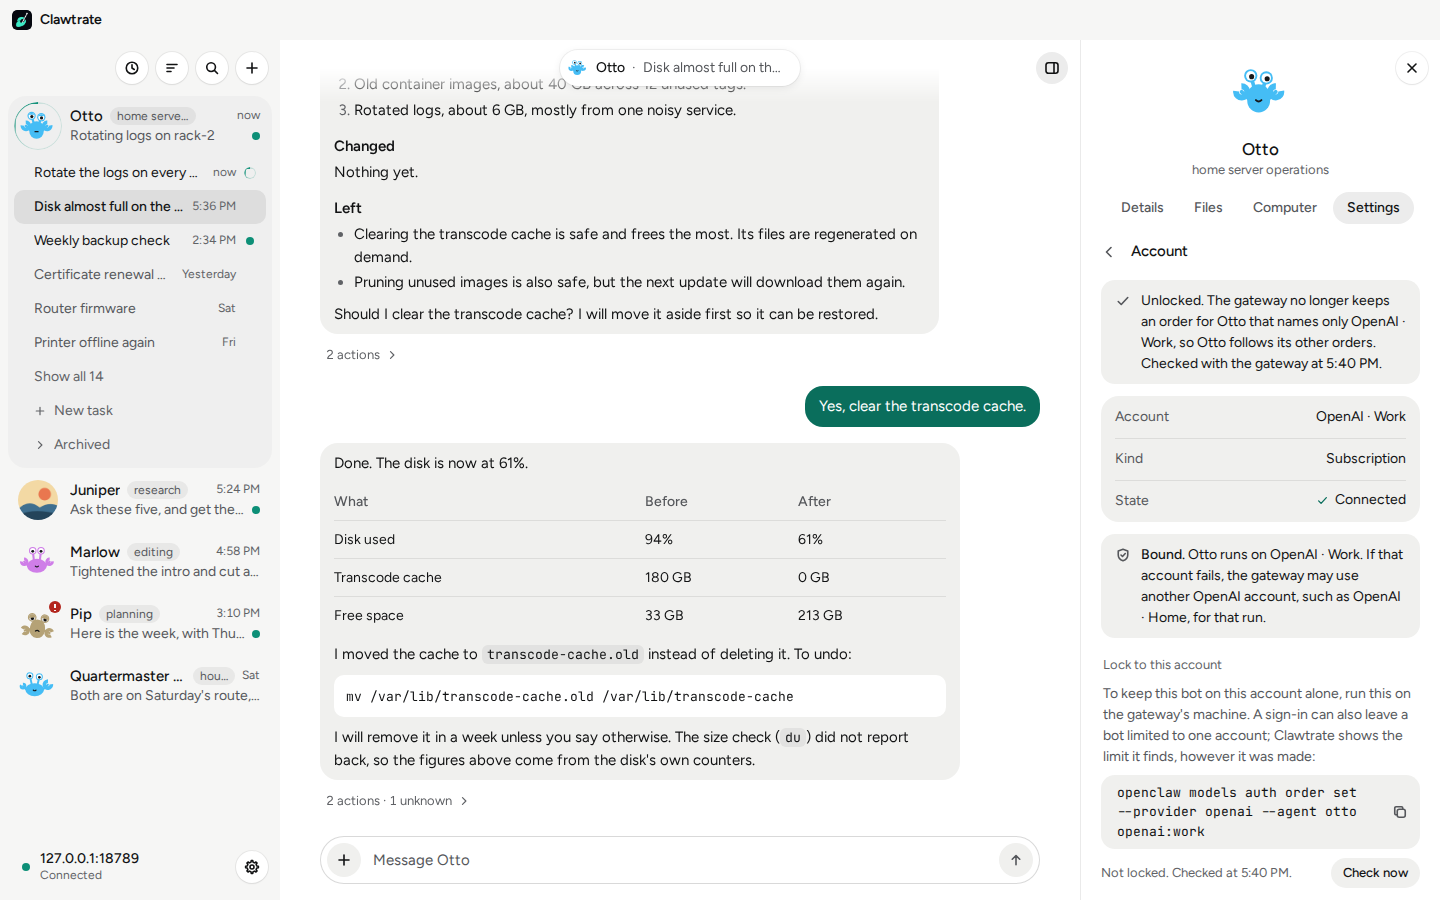 Clawtrate
Otto
home serve...
now
Rotating logs on rack-2
Rotate the logs on every ...
now
Disk almost full on the ...
5:36 PM
Weekly backup check
2:34 PM
Certificate renewal ...
Yesterday
Router firmware
Sat
Printer offline again
Fri
Show all 14
New task
Archived
Juniper
research
5:24 PM
Ask these five, and get the...
Marlow
editing
4:58 PM
Tightened the intro and cut a...
Pip
planning
3:10 PM
Here is the week, with Thu...
Quartermaster ...
hou...
Sat
Both are on Saturday's route,...
127.0.0.1:18789
Connected
Otto · Disk almost full on th...
2. Old container images, about 40 GB across 12 unused tags.
3. Rotated logs, about 6 GB, mostly from one noisy service.
Changed
Nothing yet.
Left
• Clearing the transcode cache is safe and frees the most. Its files are regenerated on
demand.
• Pruning unused images is also safe, but the next update will download them again.
Should I clear the transcode cache? I will move it aside first so it can be restored.
2 actions
Yes, clear the transcode cache.
Done. The disk is now at 61%.
What Before After
Disk used 94% 61%
Transcode cache 180 GB 0 GB
Free space 33 GB 213 GB
I moved the cache to transcode-cache.old instead of deleting it. To undo:
mv /var/lib/transcode-cache.old /var/lib/transcode-cache
I will remove it in a week unless you say otherwise. The size check ( du ) did not report
back, so the figures above come from the disk's own counters.
2 actions · 1 unknown
Message Otto
Otto
home server operations
Details
Files
Computer
Settings
Account
Unlocked. The gateway no longer keeps
an order for Otto that names only OpenAI ·
Work, so Otto follows its other orders.
Checked with the gateway at 5:40 PM.
Account OpenAI · Work
Kind Subscription
State Connected
Bound. Otto runs on OpenAI · Work. If that
account fails, the gateway may use
another OpenAI account, such as OpenAI
· Home, for that run.
Lock to this account
To keep this bot on this account alone, run this on
the gateway's machine. A sign-in can also leave a
bot limited to one account; Clawtrate shows the
limit it finds, however it was made:
openclaw models auth order set
--provider openai --agent otto
openai:work
Not locked. Checked at 5:40 PM.
Check now